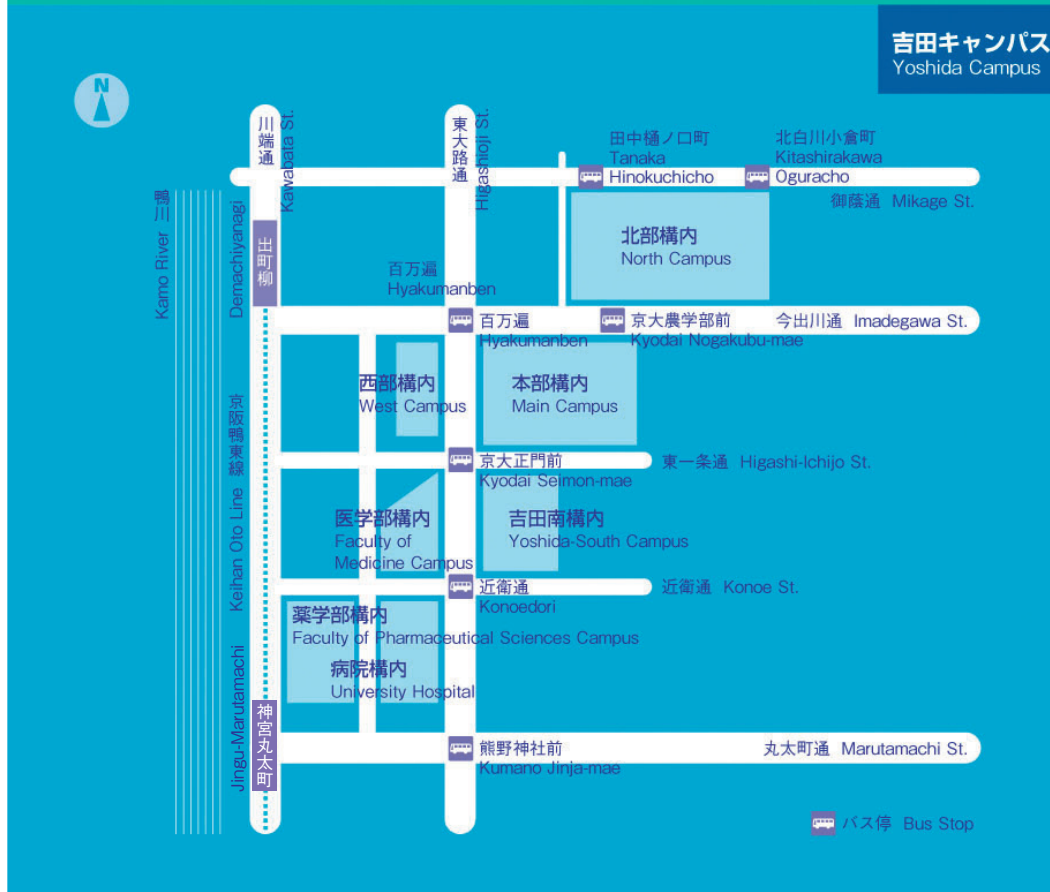 吉田キャンパス
Yoshida Campus
N
川端通
Kawabata St.
東大路通
Higashioji St.
田中樋ノ口町
Tanaka
Hinokuchicho
北白川小倉町
Kitashirakawa
Oguracho
御蔭通 Mikage St.
Kamo River
出町柳
Demachiyanagi
北部構内
North Campus
百万遍
Hyakumanben
百万遍
Hyakumanben
京大農学部前
Kyodai Nogakubu-mae
今出川通 Imadegawa St.
西部構内
West Campus
本部構内
Main Campus
京阪鴨東線 Keihan Oto Line
京大正門前
Kyodai Seimon-mae
東一条通 Higashi-Ichijo St.
医学部構内
Faculty of
Medicine Campus
吉田南構内
Yoshida-South Campus
近衛通
Konoedori
近衛通 Konoe St.
薬学部構内
Faculty of Pharmaceutical Sciences Campus
病院構内
University Hospital
神宮丸太町
Jingu-Marutamachi
熊野神社前
Kumano Jinja-mae
丸太町通 Marutamachi St.
バス停 Bus Stop